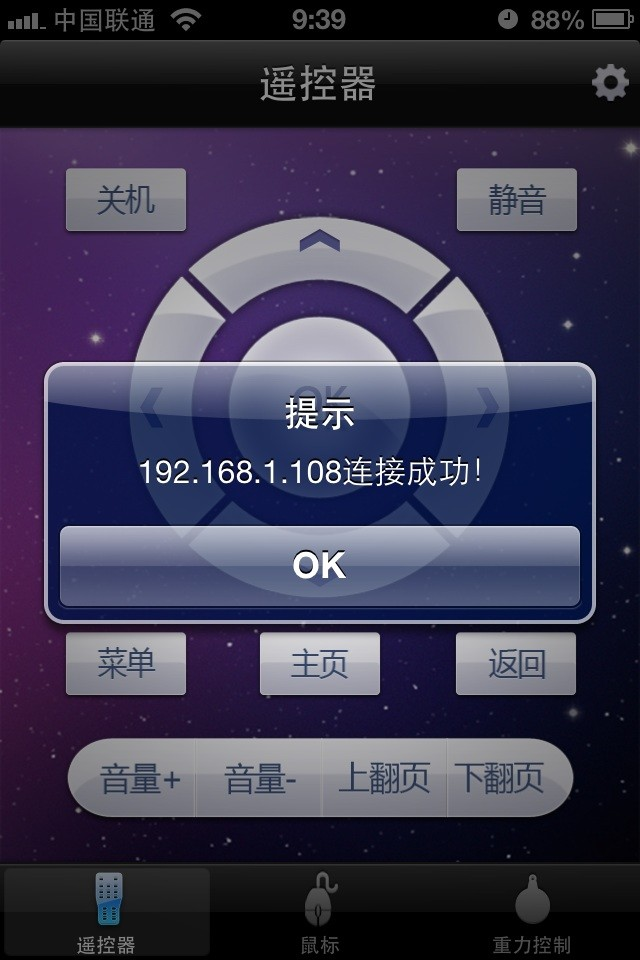 中国联通 9:39 88%
遥控器
关机 静音
OK
提示
192.168.1.108连接成功!
OK
菜单 主页 返回
音量+ 音量- 上翻页 下翻页
遥控器 鼠标 重力控制